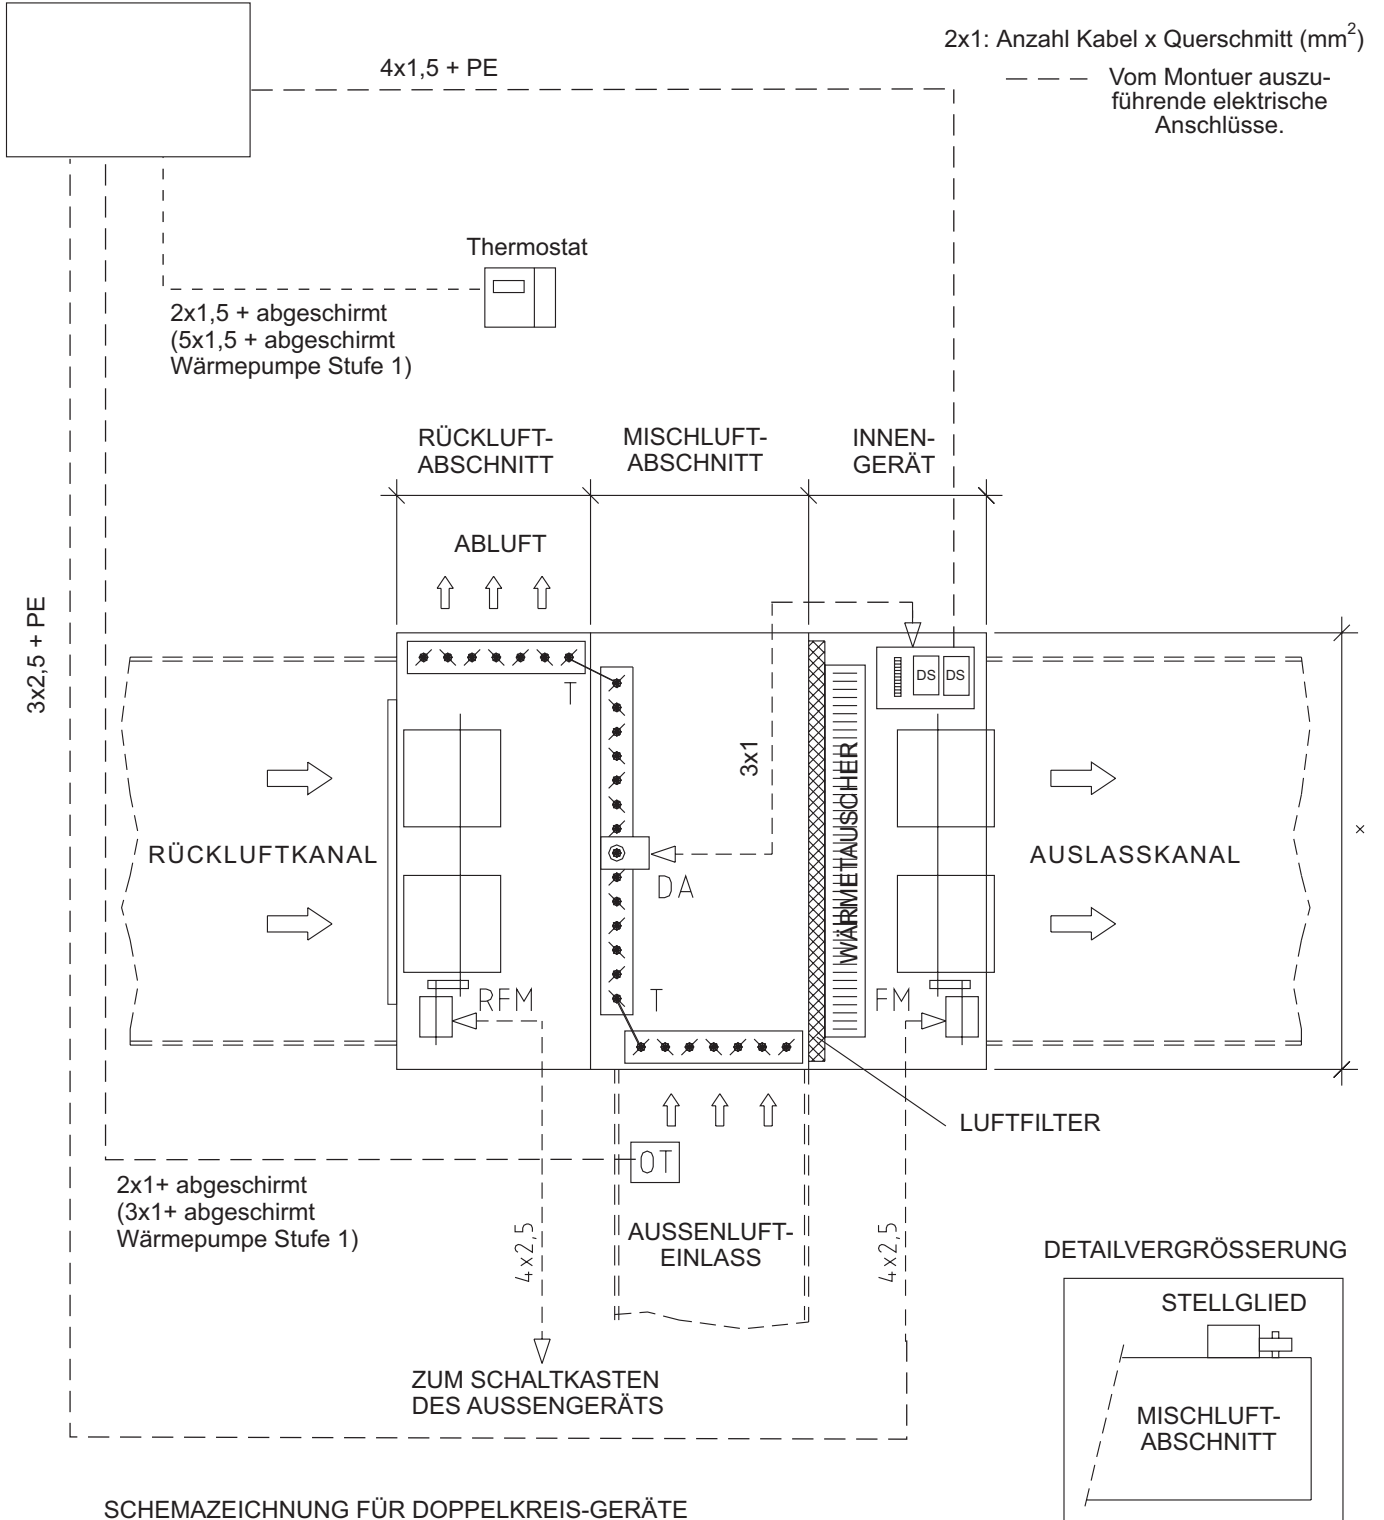 2x1: Anzahl Kabel x Querschmitt (mm²)
Vom Montuer auszu-
führende elektrische
Anschlüsse.
4x1,5 + PE
Thermostat
2x1,5 + abgeschirmt
(5x1,5 + abgeschirmt
Wärmepumpe Stufe 1)
RÜCKLUFT-
ABSCHNITT
MISCHLUFT-
ABSCHNITT
INNEN-
GERÄT
ABLUFT
3x2,5 + PE
T
DS
DS
3x1
WÄRMETAUSCHER
RÜCKLUFTKANAL
DA
AUSLASSKANAL
x
RFM
T
FM
LUFTFILTER
OT
2x1+ abgeschirmt
(3x1+ abgeschirmt
Wärmepumpe Stufe 1)
4x2,5
AUSSENLUFT-
EINLASS
4x2,5
ZUM SCHALTKASTEN
DES AUSSENGERÄTS
DETAILVERGRÖSSERUNG
STELLGLIED
MISCHLUFT-
ABSCHNITT
SCHEMAZEICHNUNG FÜR DOPPELKREIS-GERÄTE